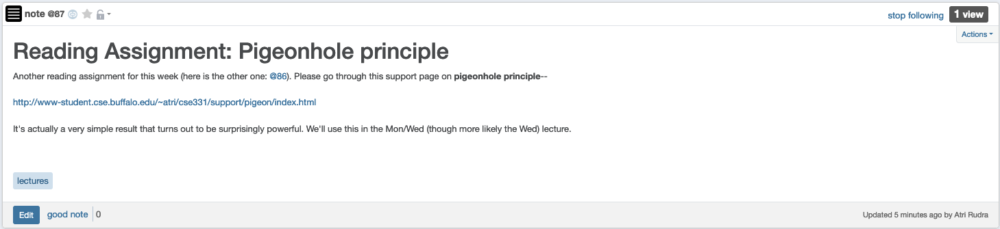 note @87
stop following 1 view
Actions
Reading Assignment: Pigeonhole principle
Another reading assignment for this week (here is the other one: @86). Please go through this support page on pigeonhole principle--
http://www-student.cse.buffalo.edu/~atri/cse331/support/pigeon/index.html
It's actually a very simple result that turns out to be surprisingly powerful. We'll use this in the Mon/Wed (though more likely the Wed) lecture.
lectures
Edit good note 0 Updated 5 minutes ago by Atri Rudra